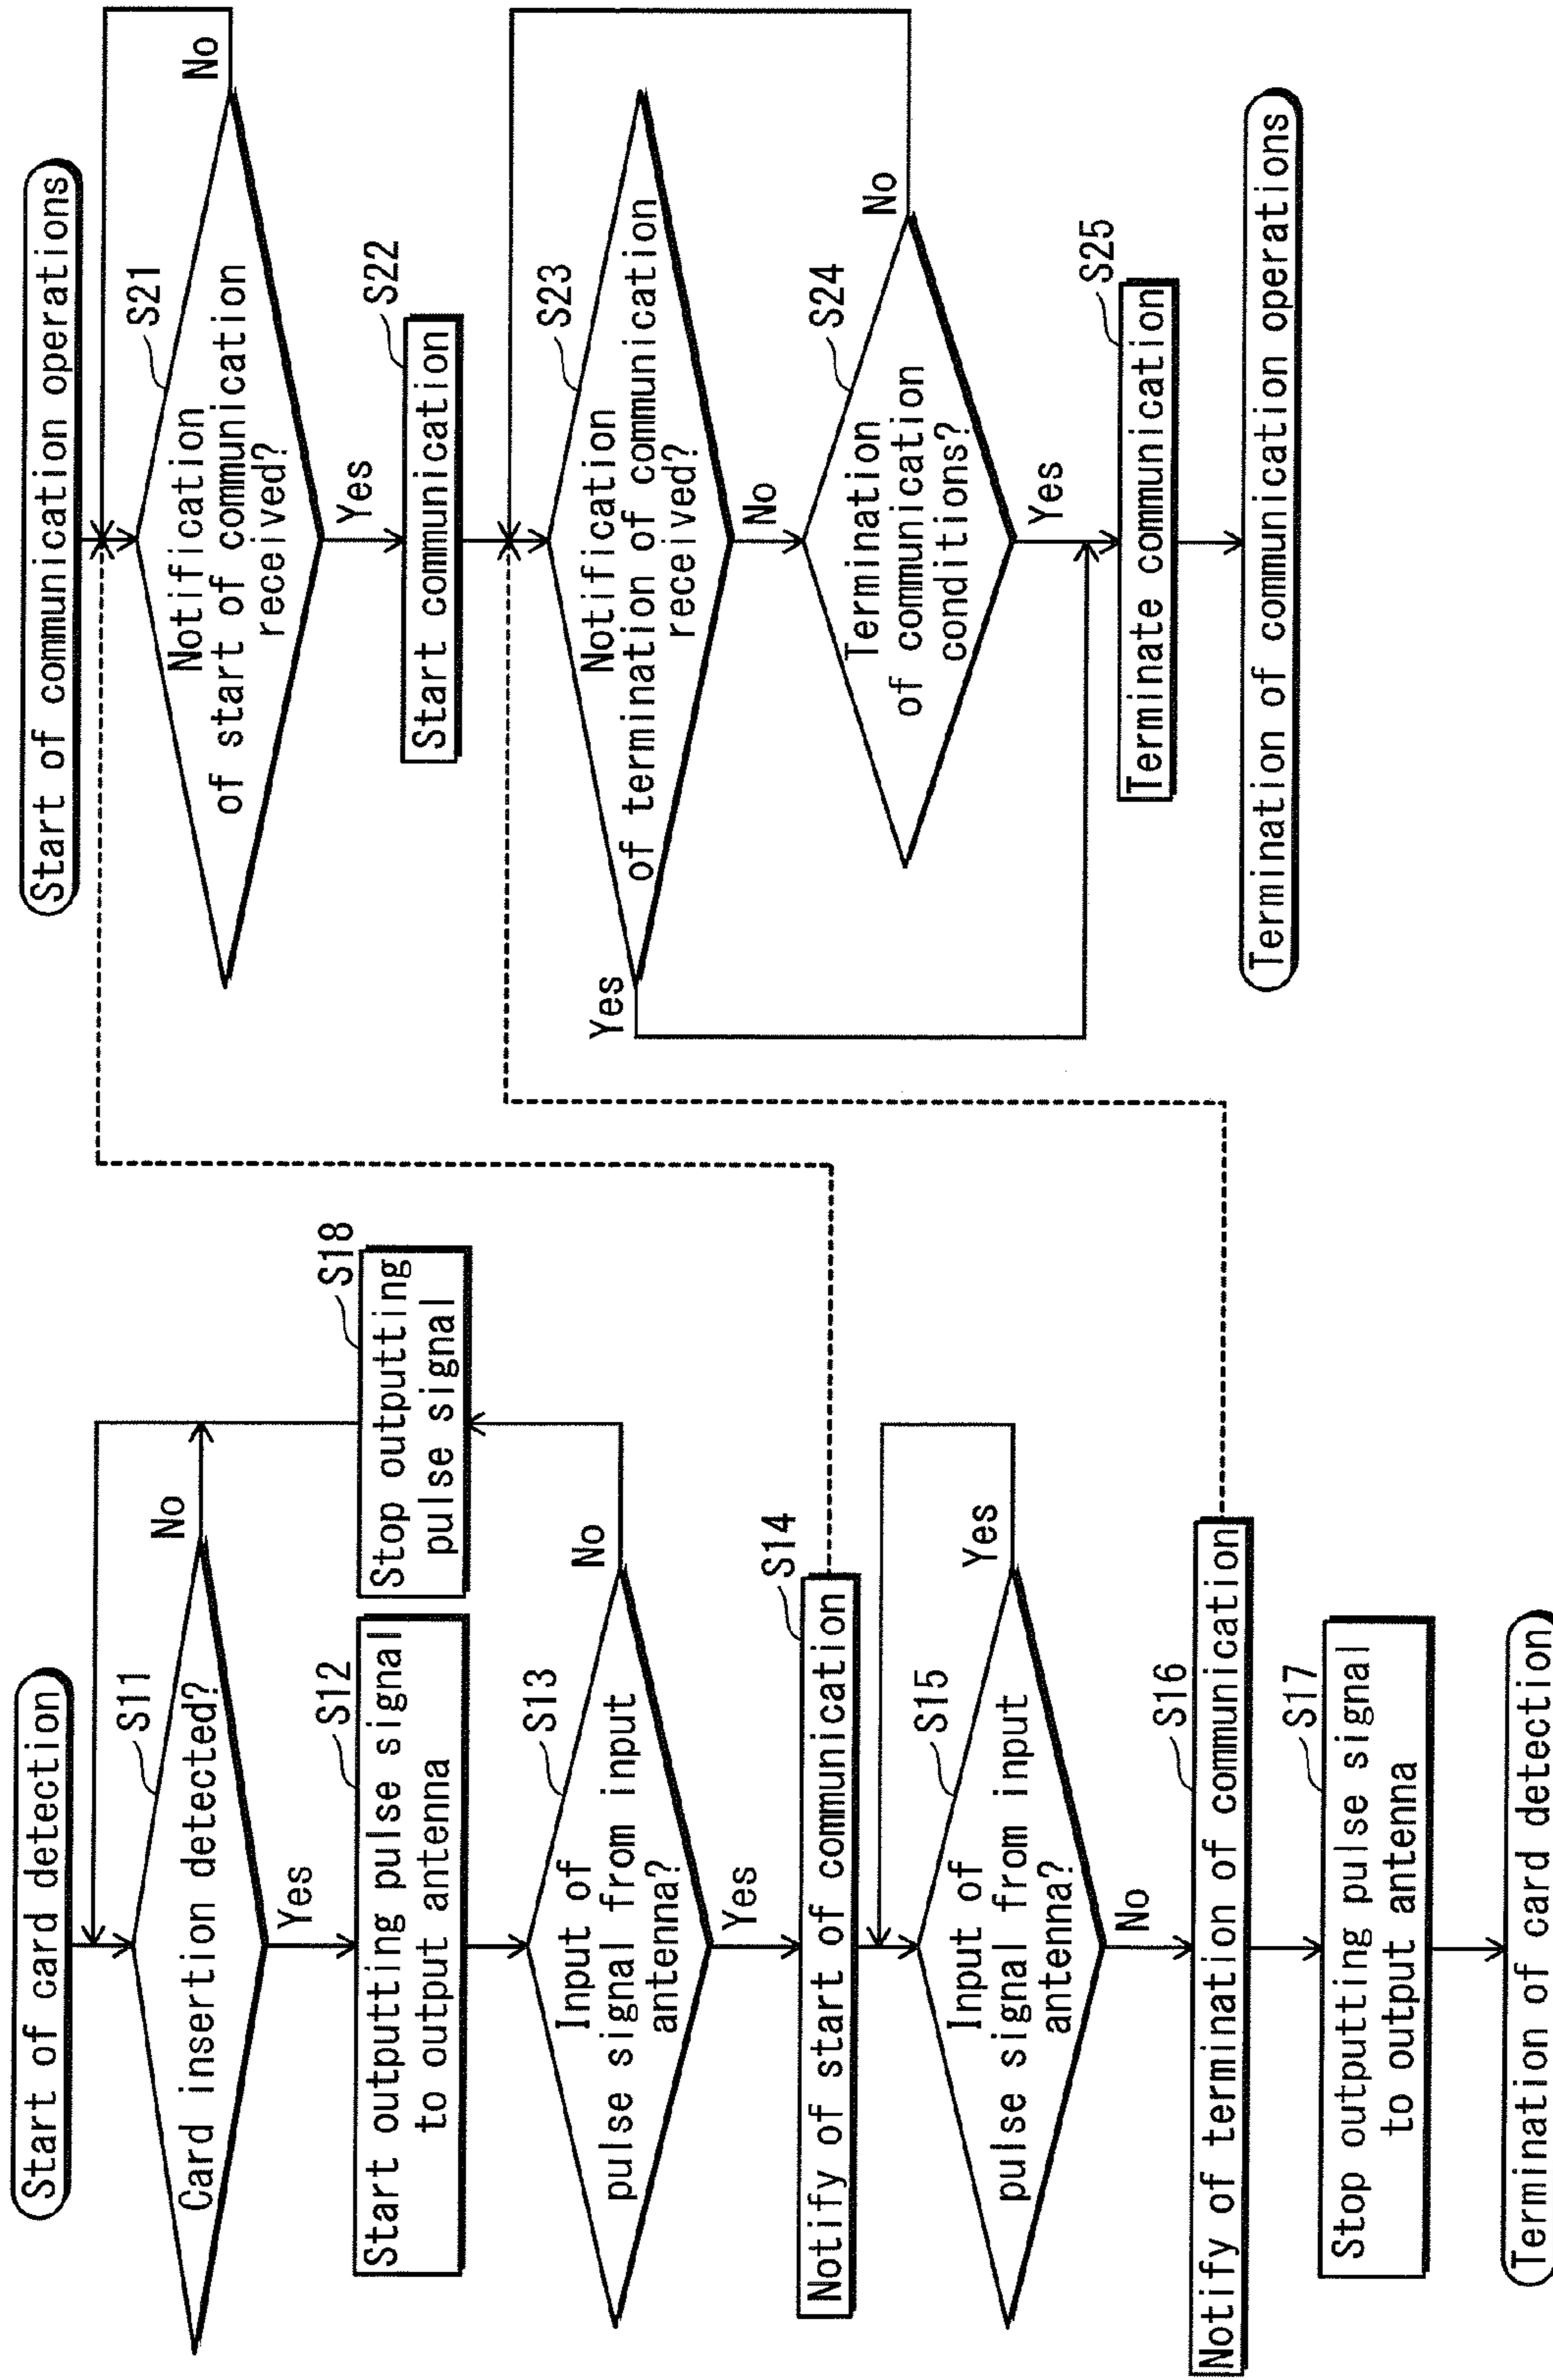 Start of card detection
S11
Card insertion detected?
No
Yes
S12
Start outputting pulse signal
to output antenna
S18
Stop outputting
pulse signal
S13
Input of
pulse signal from input
antenna?
No
Yes
S14
Notify of start of communication
S15
Input of
pulse signal from input
antenna?
Yes
No
S16
Notify of termination of communication
S17
Stop outputting pulse signal
to output antenna
Termination of card detection
Start of communication operations
S21
Notification
of start of communication
received?
No
Yes
S22
Start communication
S23
Notification
of termination of communication
received?
Yes
No
S24
Termination
of communication
conditions?
No
Yes
S25
Terminate communication
Termination of communication operations